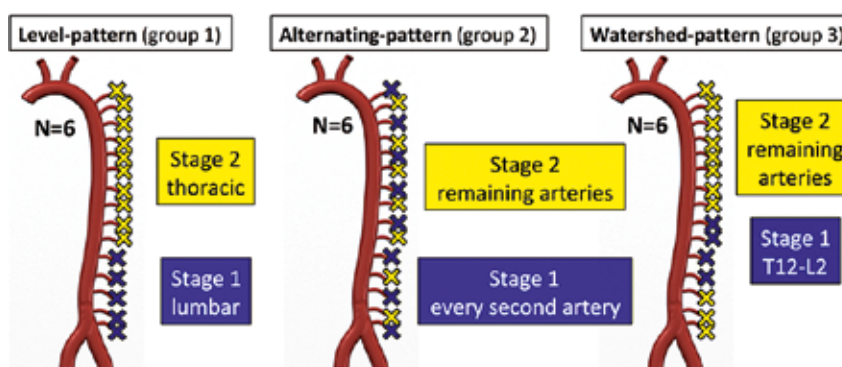 Level-pattern (group 1)
Alternating-pattern (group 2)
Watershed-pattern (group 3)
N=6
Stage 2
thoracic
Stage 1
lumbar
N=6
Stage 2
remaining arteries
Stage 1
every second artery
N=6
Stage 2
remaining
arteries
Stage 1
T12-L2